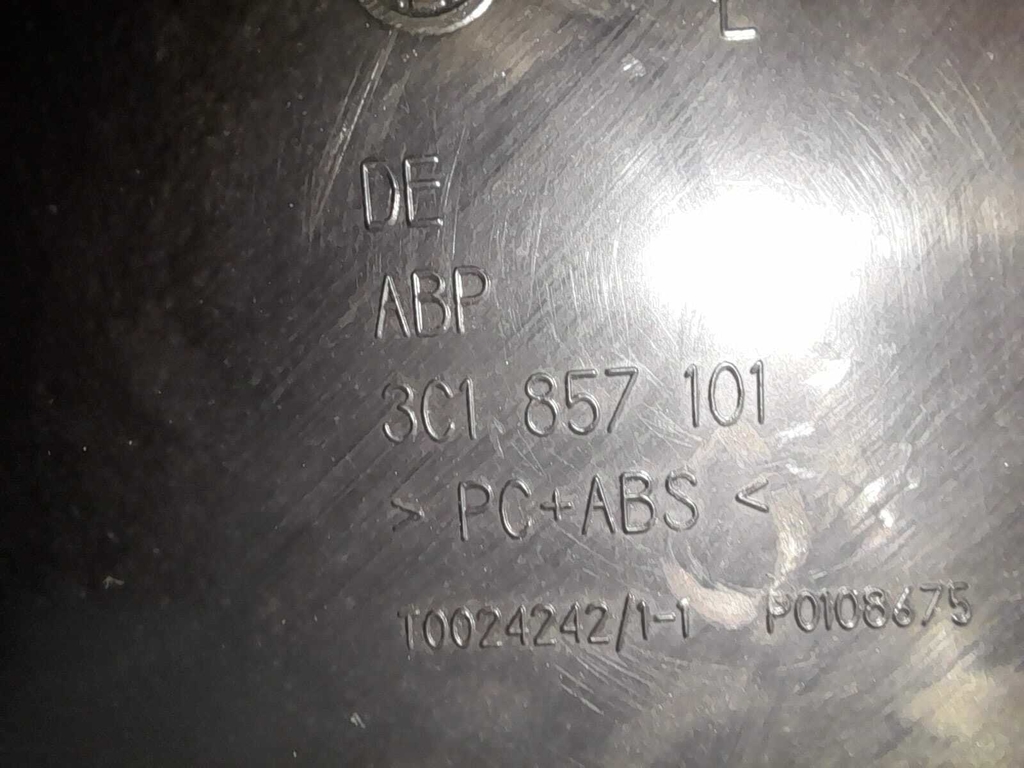 L
DE
ABP
3C1 857 101
> PC+ABS <
T0024242/1-1 P0108675